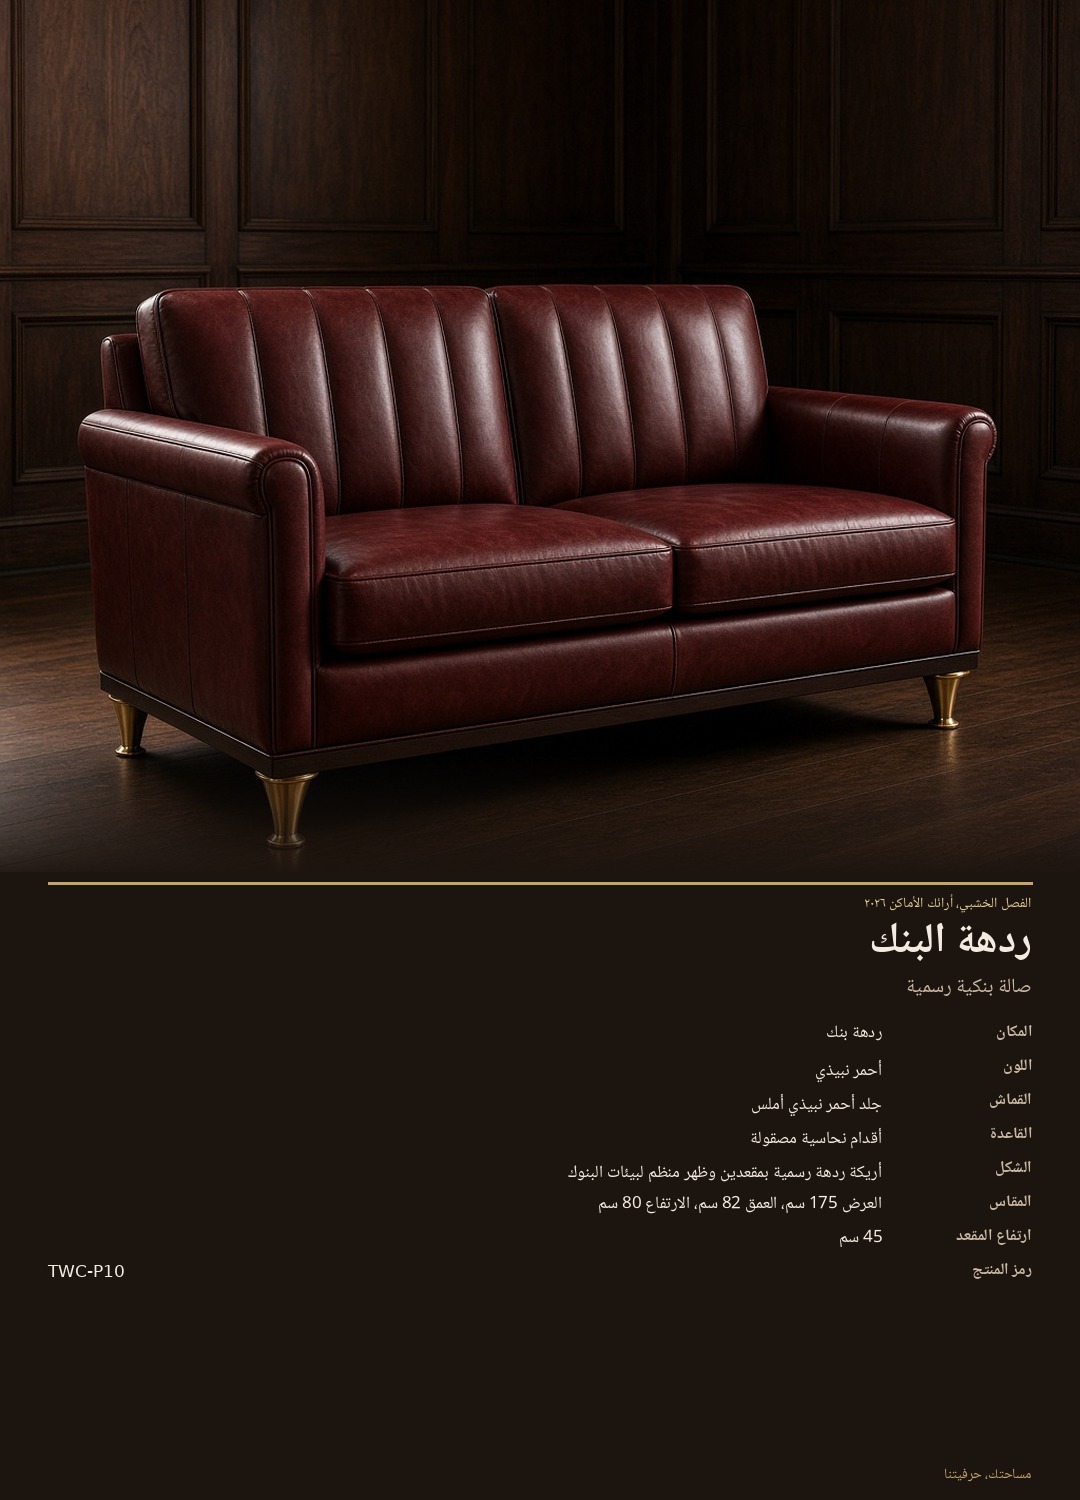 الفصل الخشبي، أرائك الأماكن ٢٠٢٦
ردهة البنك
صالة بنكية رسمية
المكان ردهة بنك
اللون أحمر نبيذي
القماش جلد أحمر نبيذي أملس
القاعدة أقدام نحاسية مصقولة
الشكل أريكة ردهة رسمية بمقعدين وظهر منظم لبيئات البنوك
المقاس العرض 175 سم، العمق 82 سم، الارتفاع 80 سم
ارتفاع المقعد 45 سم
رمز المنتج TWC-P10
مساحتك، حرفيتنا